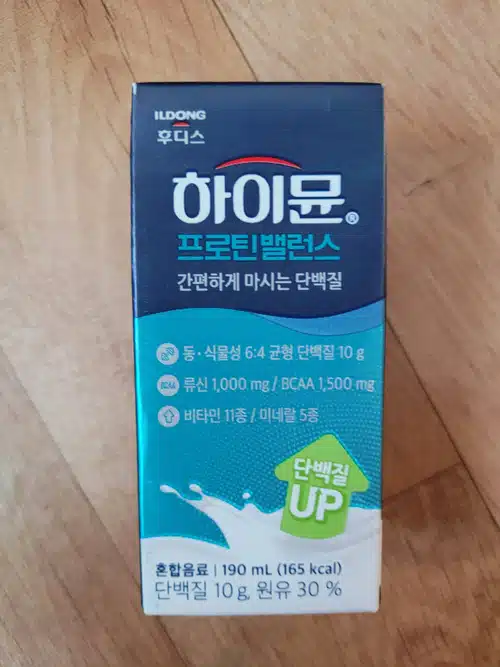 ILDONG
후디스
하이뮨®
프로틴밸런스
간편하게 마시는 단백질
동·식물성 6:4 균형 단백질 10 g
BCAA 류신 1,000 mg / BCAA 1,500 mg
비타민 11종 / 미네랄 5종
단백질
UP
혼합음료 | 190 mL (165 kcal)
단백질 10 g, 원유 30 %